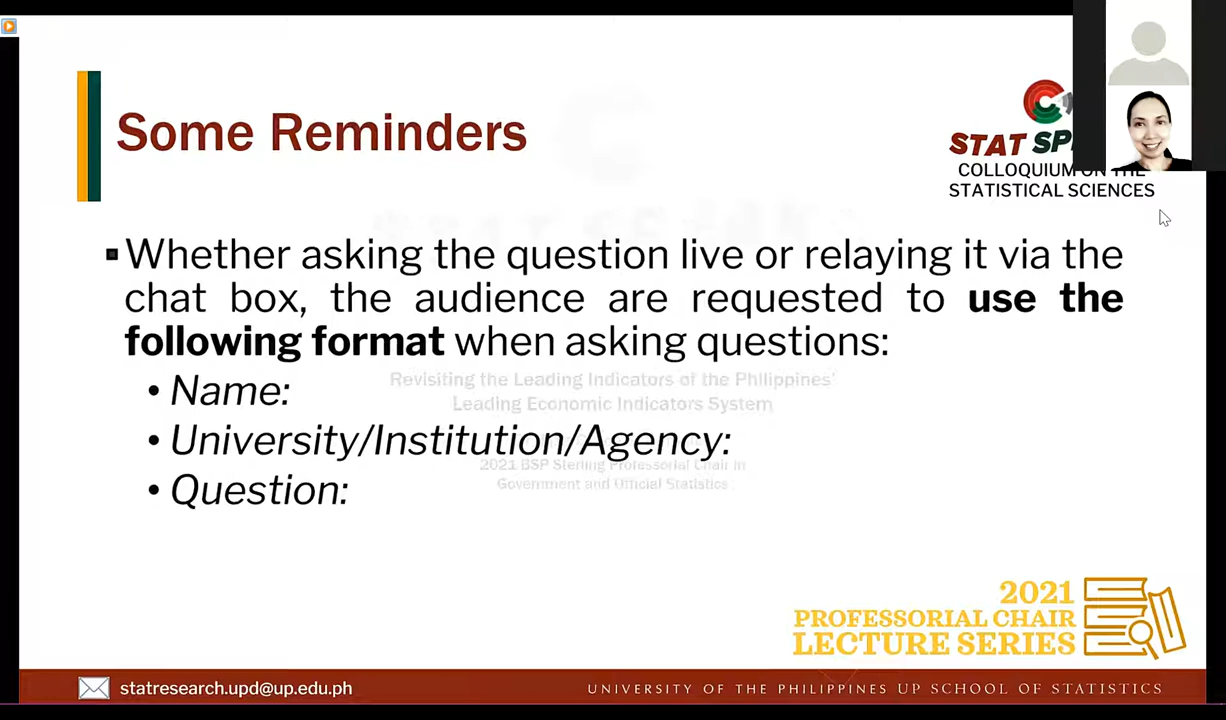 Some Reminders
STAT SP
COLLOQUIUM ON THE
STATISTICAL SCIENCES
Whether asking the question live or relaying it via the
chat box, the audience are requested to use the
following format when asking questions:
Revisiting the Leading Indicators of the Philippines'
• Name:
Leading Economic Indicators System
• University/Institution/Agency:
2021 BSP Sterling Professorial Chair in
Government and Official Statistics
• Question:
2021
PROFESSORIAL CHAIR
LECTURE SERIES
statresearch.upd@up.edu.ph
UNIVERSITY OF THE PHILIPPINES UP SCHOOL OF STATISTICS